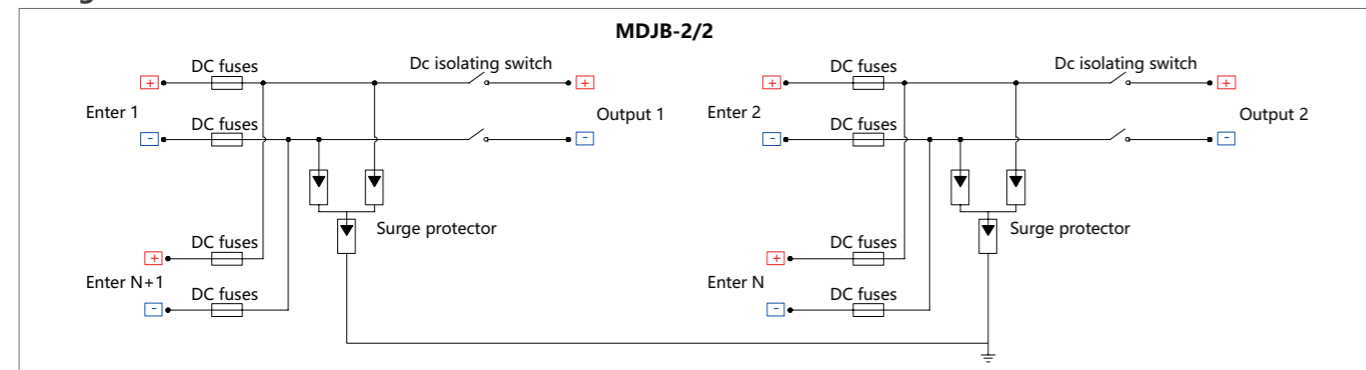 MDJB-2/2
DC fuses
Dc isolating switch
+
+
Enter 1
DC fuses
Output 1
-
-
Surge protector
DC fuses
+
Enter N+1
DC fuses
-
DC fuses
Dc isolating switch
+
+
Enter 2
DC fuses
Output 2
-
-
Surge protector
DC fuses
+
Enter N
DC fuses
-